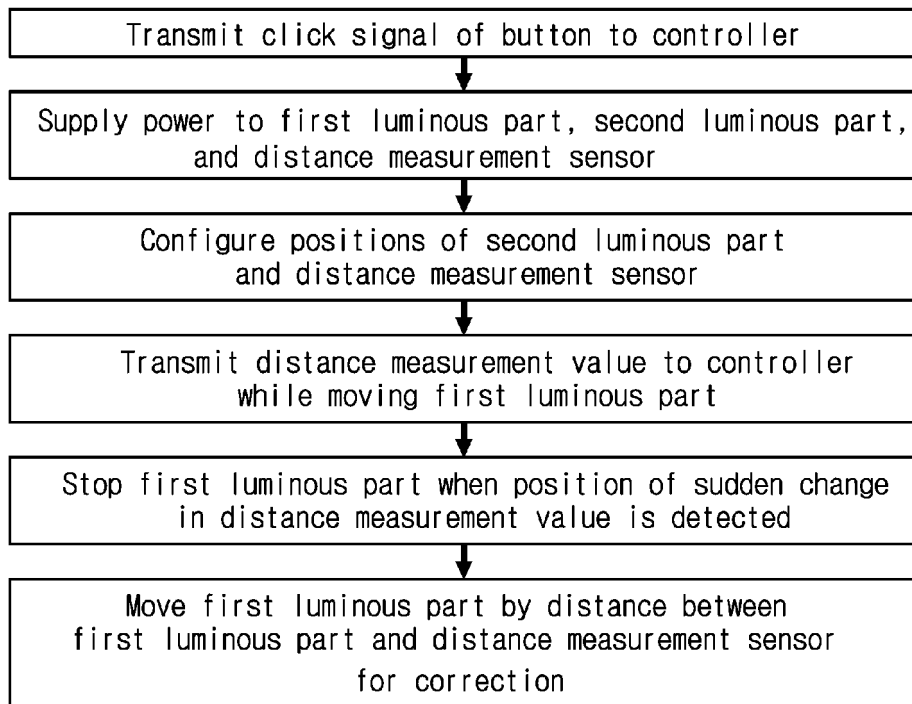 Transmit click signal of button to controller
Supply power to first luminous part, second luminous part,
and distance measurement sensor
Configure positions of second luminous part
and distance measurement sensor
Transmit distance measurement value to controller
while moving first luminous part
Stop first luminous part when position of sudden change
in distance measurement value is detected
Move first luminous part by distance between
first luminous part and distance measurement sensor
for correction